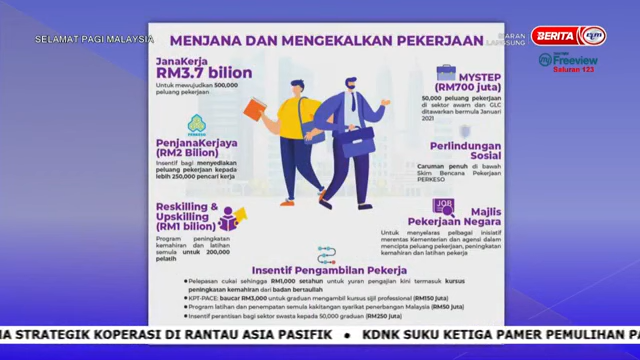 SELAMAT PAGI MALAYSIA
SIARAN
LANGSUNG
BERITA rtm
Freeview
Saluran 123
MENJANA DAN MENGEKALKAN PEKERJAAN
JanaKerja
RM3.7 bilion
Untuk mewujudkan 500,000
peluang pekerjaan
MYSTEP
(RM700 juta)
50,000 peluang pekerjaan
di sektor awam dan GLC
ditawarkan bermula Januari
2021
PERKESO
PenjanaKerjaya
(RM2 Bilion)
Insentif bagi menyediakan
peluang pekerjaan kepada
lebih 250,000 pencari kerja
Perlindungan
Sosial
Caruman penuh di bawah
Skim Bencana Pekerjaan
PERKESO
Reskilling &
Upskilling
(RM1 bilion)
Program peningkatan
kemahiran dan latihan
semula untuk 200,000
pelatih
JOB
Majlis
Pekerjaan Negara
Untuk menyelaras pelbagai inisiatif
merentas Kementerian dan agensi dalam
mencipta peluang pekerjaan, peningkatan
kemahiran dan latihan pekerja
Insentif Pengambilan Pekerja
• Pelepasan cukai sehingga RM1,000 setahun untuk yuran pengajian kini termasuk kursus
peningkatan kemahiran dari badan bertauliah
• KPT-PACE: baucar RM3,000 untuk graduan mengambil kursus sijil professional (RM150 juta)
• Program latihan dan penempatan semula kakitangan syarikat penerbangan Malaysia (RM50 juta)
• Insentif perantisan bagi sektor swasta kepada 50,000 graduan (RM250 juta)
NA STRATEGIK KOPERASI DI RANTAU ASIA PASIFIK • KDNK SUKU KETIGA PAMER PEMULIHAN PA